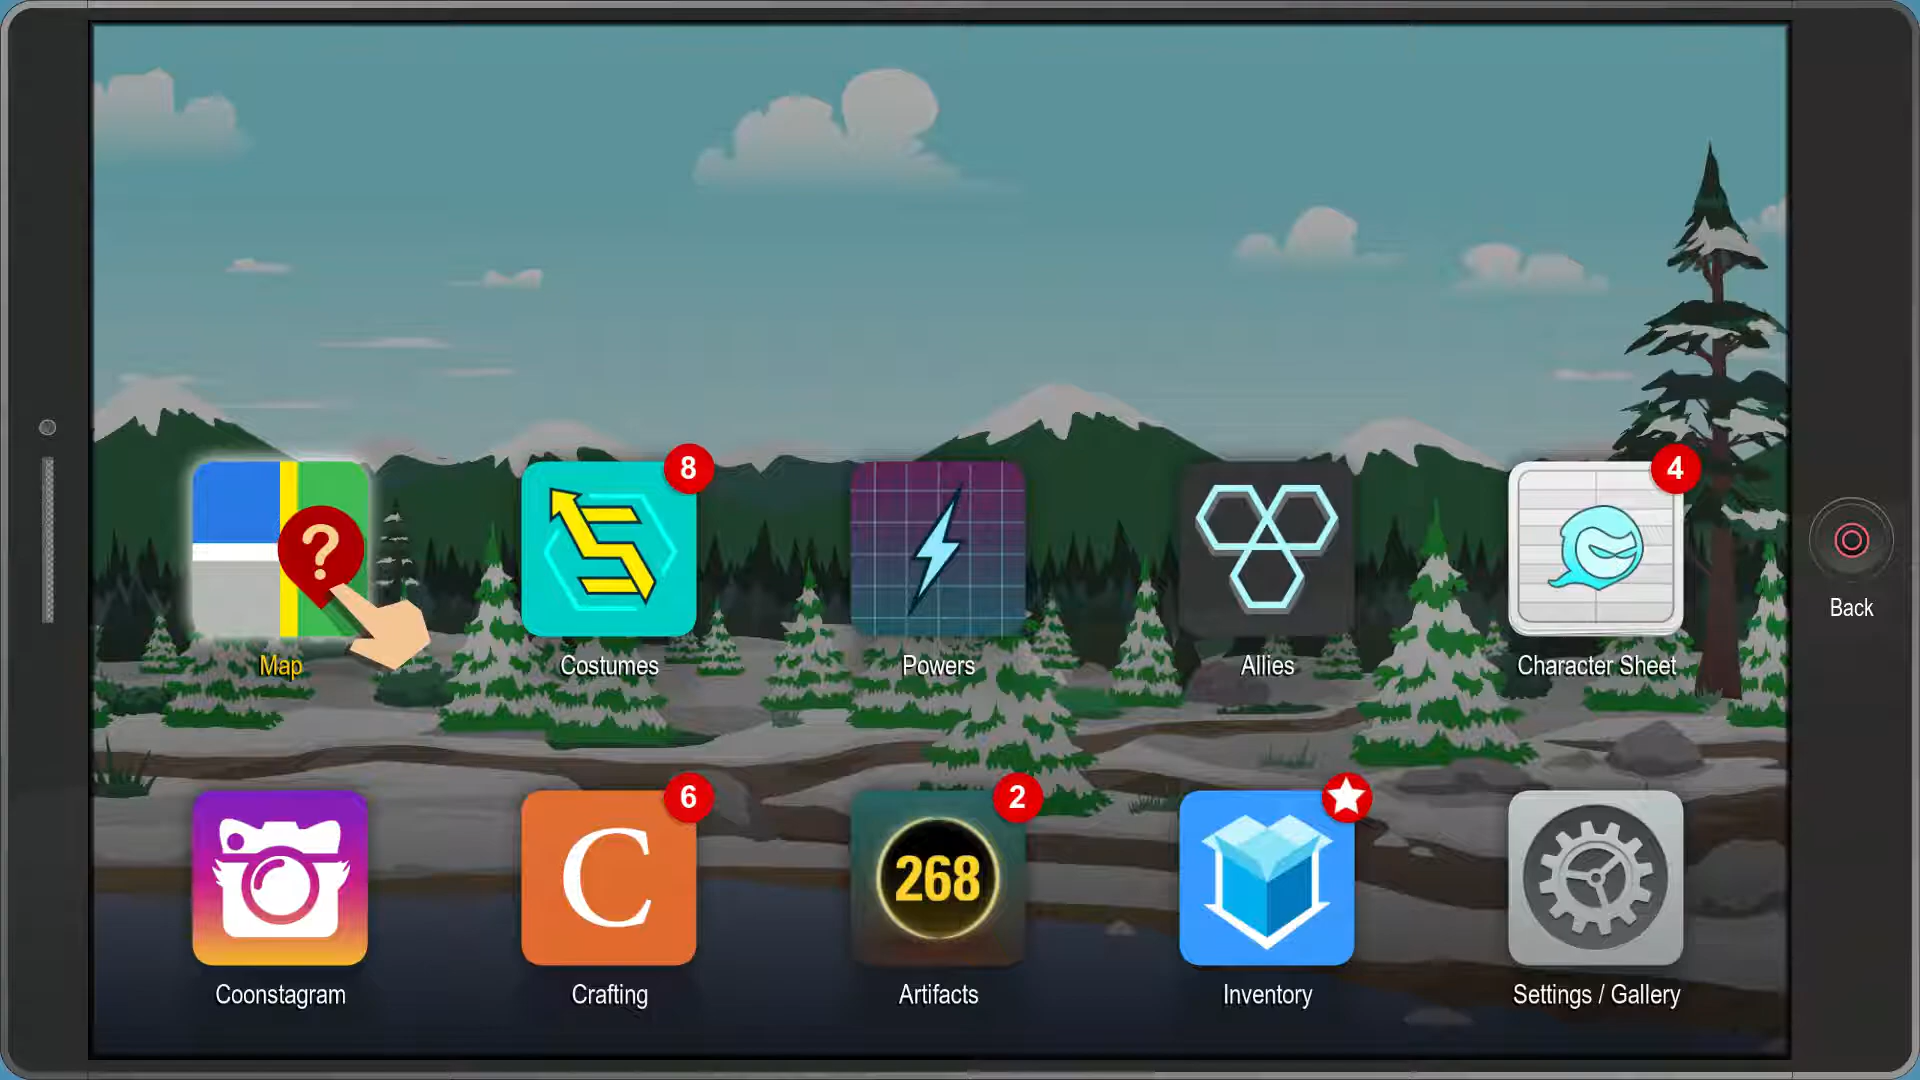 8
4
?
Map
Costumes
Powers
Allies
Character Sheet
Back
6
2
C
268
Coonstagram
Crafting
Artifacts
Inventory
Settings / Gallery